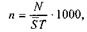 n = N / S̅T̅ · 1000,